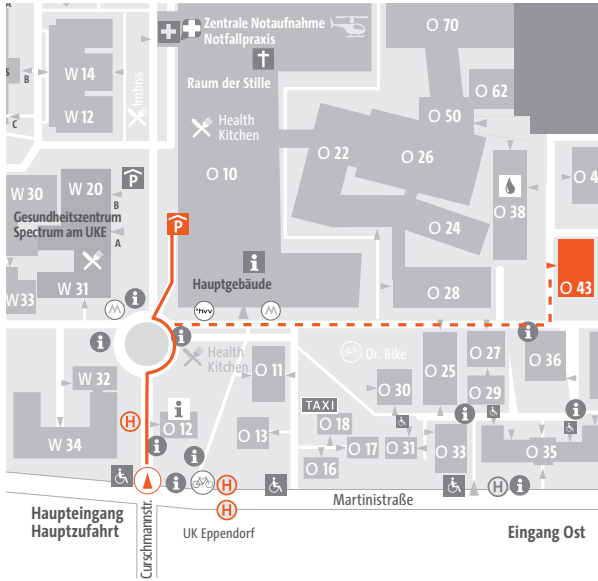 Zentrale Notaufnahme
Notfallpraxis
O 70
W 14
B
Imbiss
Raum der Stille
O 62
W 12
C
Health
Kitchen
O 50
O 22
O 26
O 10
P
W 30
W 20
B
O 4
O 38
Gesundheitszentrum
Spectrum am UKE
A
P
O 24
W 31
W 33
i
Hauptgebäude
O 28
O 43
M
i
hvv
M
i
i
Health
Kitchen
Dr. Bike
i
O 27
O 36
O 11
O 25
W 32
O 30
O 29
TAXI
i
i
i
H
O 12
O 18
O 13
O 17
O 31
O 33
O 35
W 34
i
i
O 16
i
H
H
i
H
Martinistraße
Haupteingang
Hauptzufahrt
Curschmannstr.
UK Eppendorf
Eingang Ost